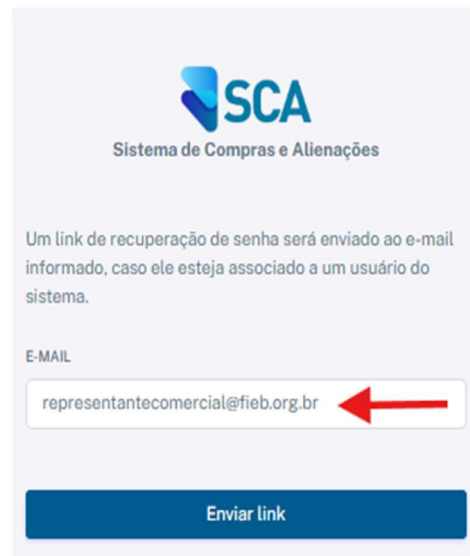 SCA
Sistema de Compras e Alienações
Um link de recuperação de senha será enviado ao e-mail
informado, caso ele esteja associado a um usuário do
sistema.
E-MAIL
representantecomercial@fieb.org.br
Enviar link